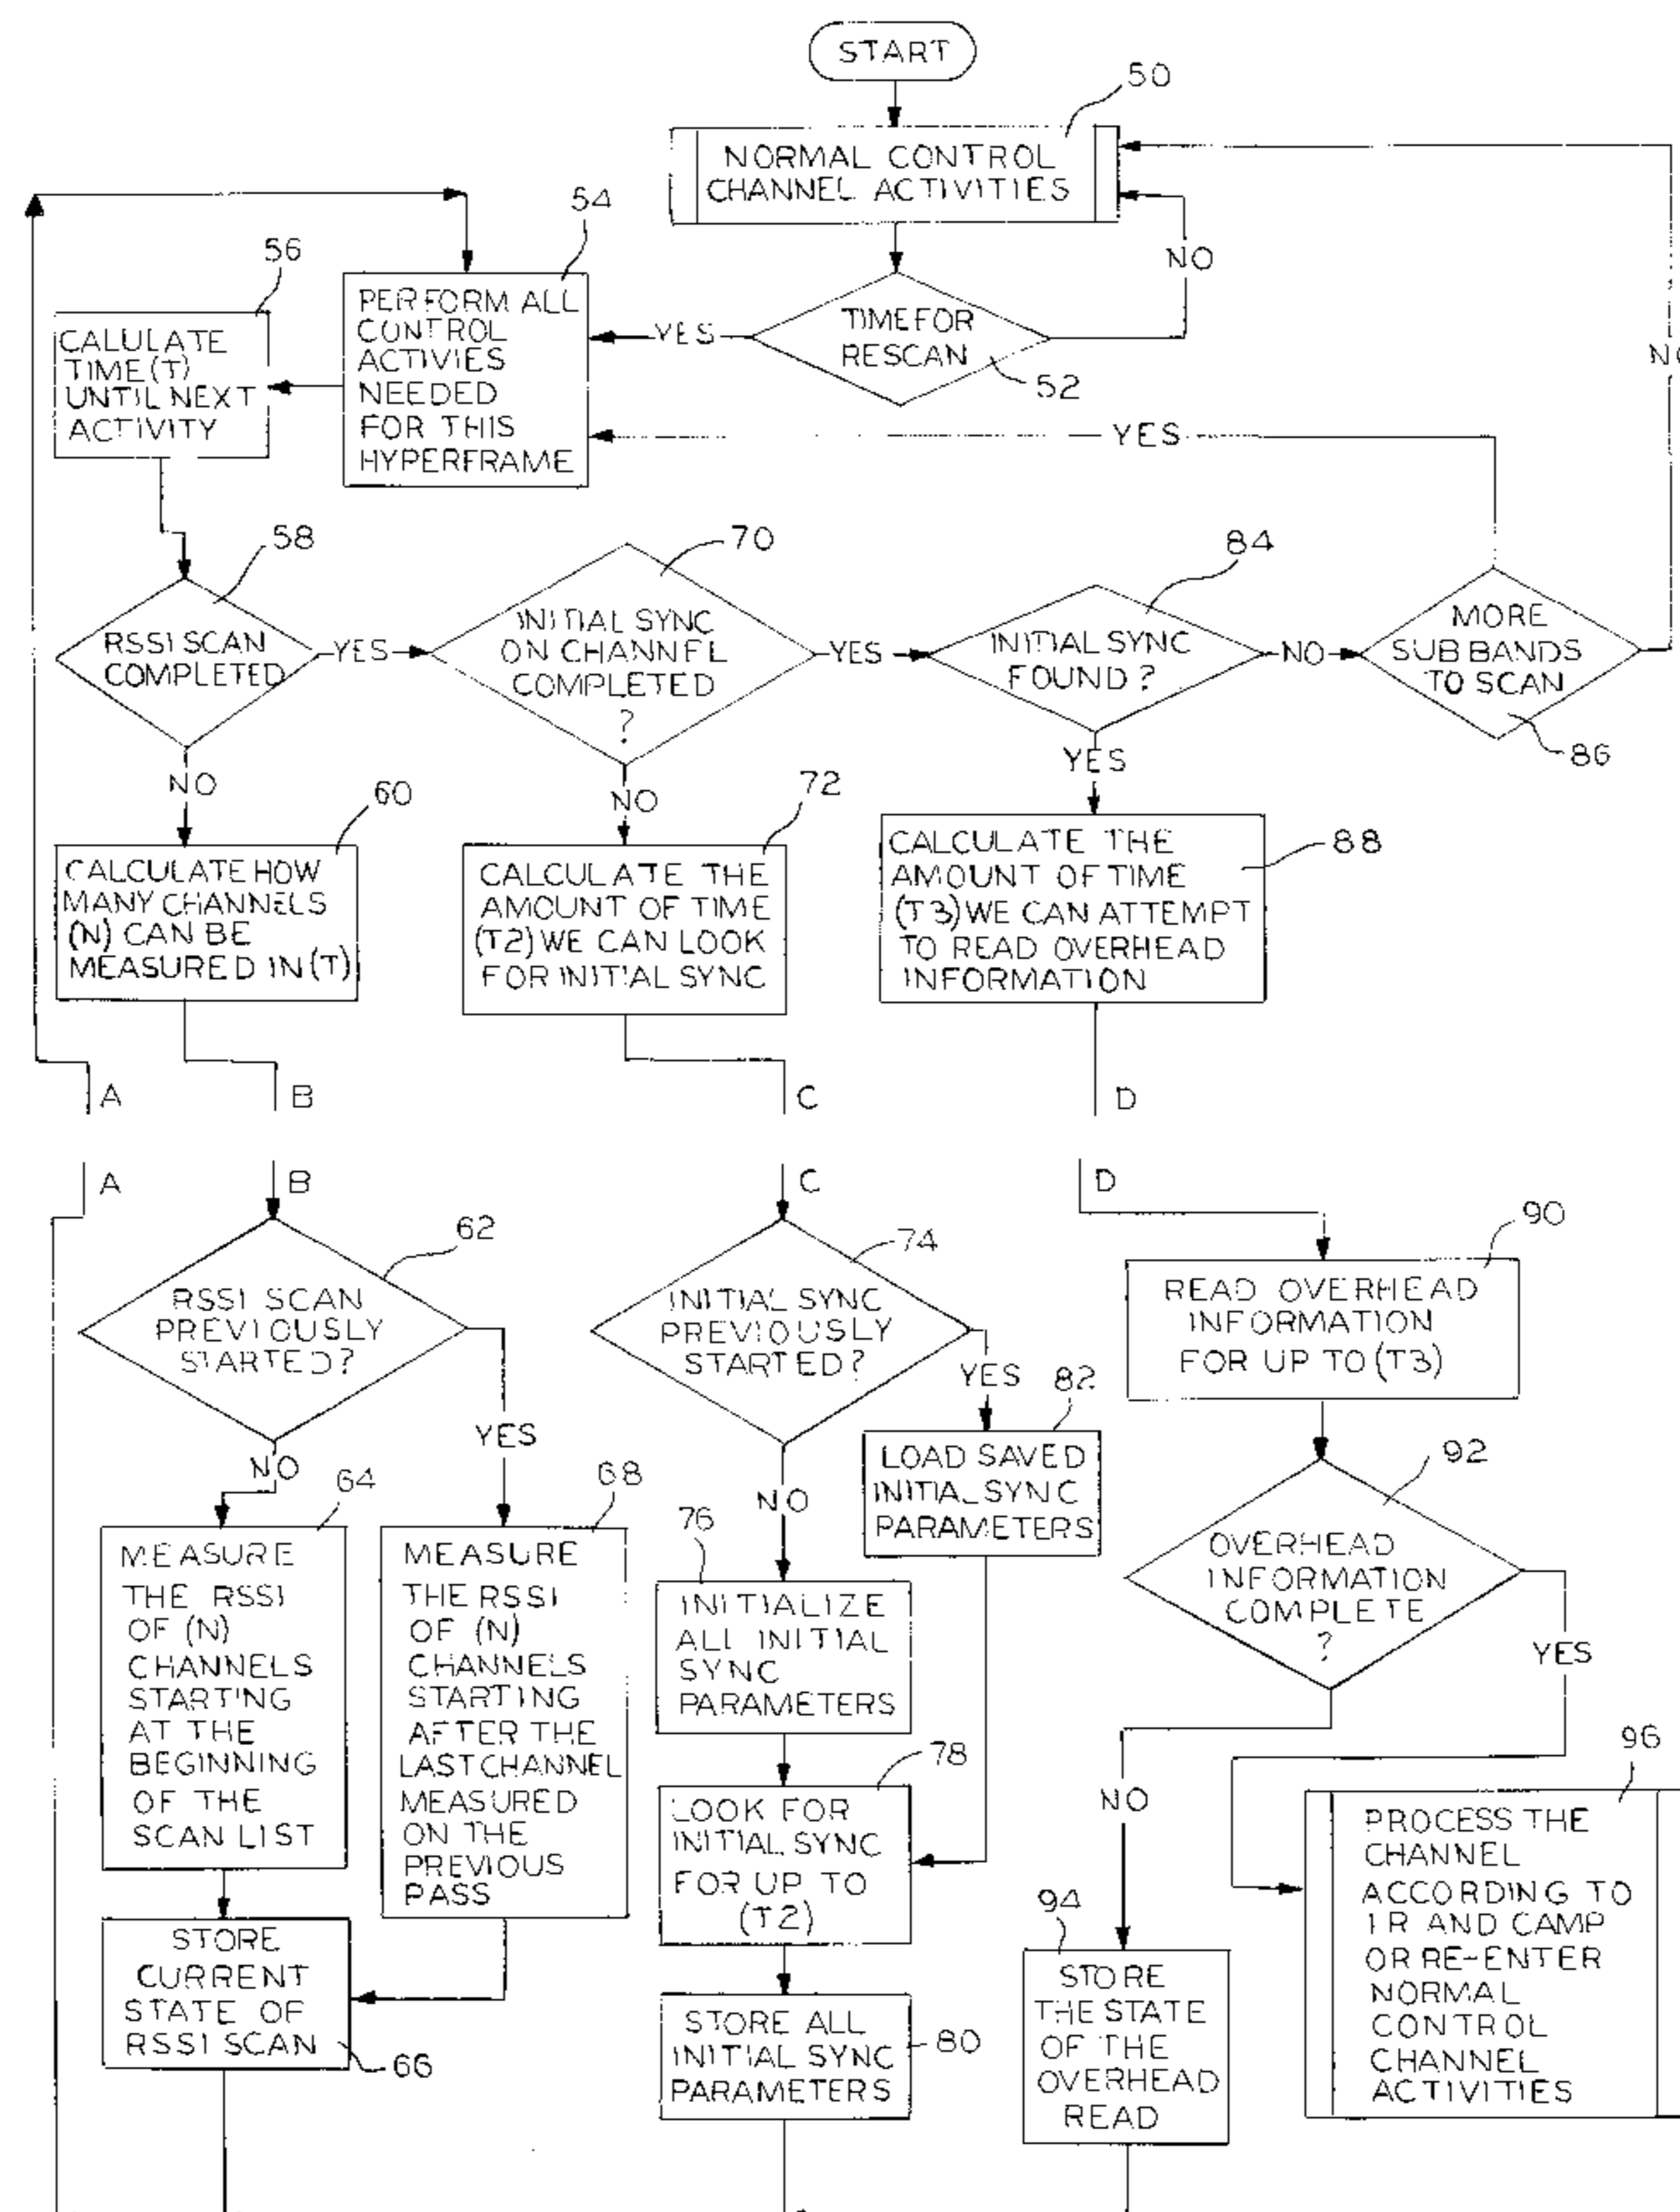 START
50
NORMAL CONTROL
CHANNEL ACTIVITIES
54
NO
56
PERFORM ALL
CONTROL
ACTIVIES
NEEDED
FOR THIS
HYPERFRAME
YES
TIME FOR
RESCAN
52
CALULATE
TIME (T)
UNTIL NEXT
ACTIVITY
YES
58
RSSI SCAN
COMPLETED
YES
70
INITIAL SYNC
ON CHANNEL
COMPLETED
?
YES
84
INITIAL SYNC
FOUND?
NO
MORE
SUB BANDS
TO SCAN
86
NO
NO
YES
60
72
88
CALCULATE HOW
MANY CHANNELS
(N) CAN BE
MEASURED IN (T)
CALCULATE THE
AMOUNT OF TIME
(T2) WE CAN LOOK
FOR INITIAL SYNC
CALCULATE THE
AMOUNT OF TIME
(T3) WE CAN ATTEMPT
TO READ OVERHEAD
INFORMATION
A
B
C
D
A
B
C
D
62
RSSI SCAN
PREVIOUSLY
STARTED?
74
INITIAL SYNC
PREVIOUSLY
STARTED?
90
READ OVERHEAD
INFORMATION
FOR UP TO (T3)
YES
82
YES
NO
LOAD SAVED
INITIAL SYNC
PARAMETERS
92
OVERHEAD
INFORMATION
COMPLETE
?
64
68
NO
76
MEASURE
THE RSSI
OF (N)
CHANNELS
STARTING
AT THE
BEGINNING
OF THE
SCAN LIST
MEASURE
THE RSSI
OF (N)
CHANNELS
STARTING
AFTER THE
LAST CHANNEL
MEASURED
ON THE
PREVIOUS
PASS
INITIALIZE
ALL INITIAL
SYNC
PARAMETERS
78
LOOK FOR
INITIAL SYNC
FOR UP TO
(T2)
YES
NO
96
PROCESS THE
CHANNEL
ACCORDING TO
IR AND CAMP
OR RE-ENTER
NORMAL
CONTROL
CHANNEL
ACTIVITIES
94
STORE
CURRENT
STATE OF
RSSI SCAN
66
STORE ALL
INITIAL SYNC
PARAMETERS
80
STORE
THE STATE
OF THE
OVERHEAD
READ